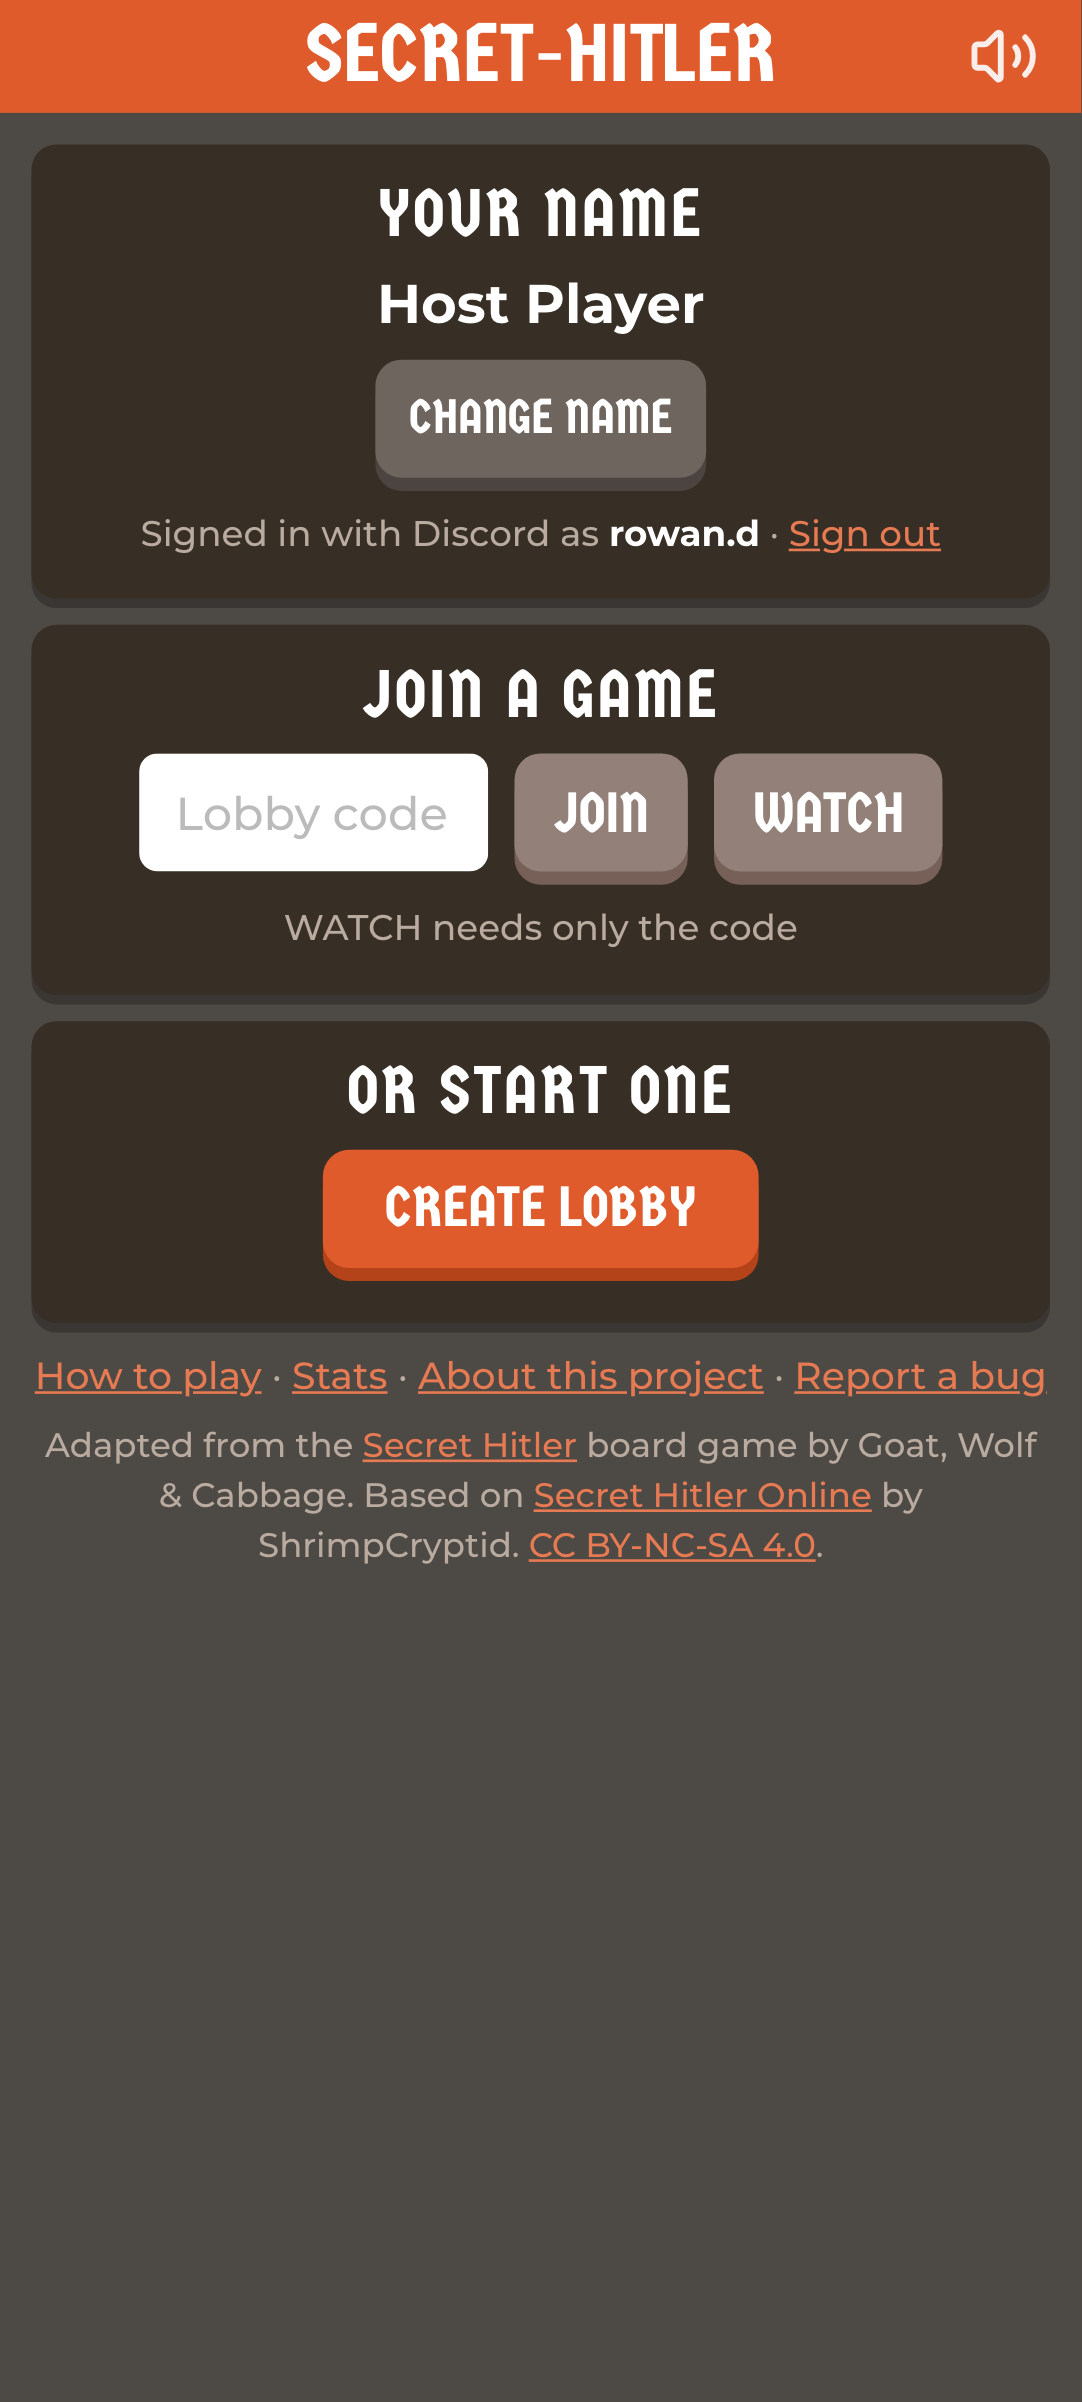 SECRET-HITLER
YOUR NAME
Host Player
CHANGE NAME
Signed in with Discord as rowan.d · Sign out
JOIN A GAME
Lobby code JOIN WATCH
WATCH needs only the code
OR START ONE
CREATE LOBBY
How to play · Stats · About this project · Report a bug
Adapted from the Secret Hitler board game by Goat, Wolf
& Cabbage. Based on Secret Hitler Online by
ShrimpCryptid. CC BY-NC-SA 4.0.